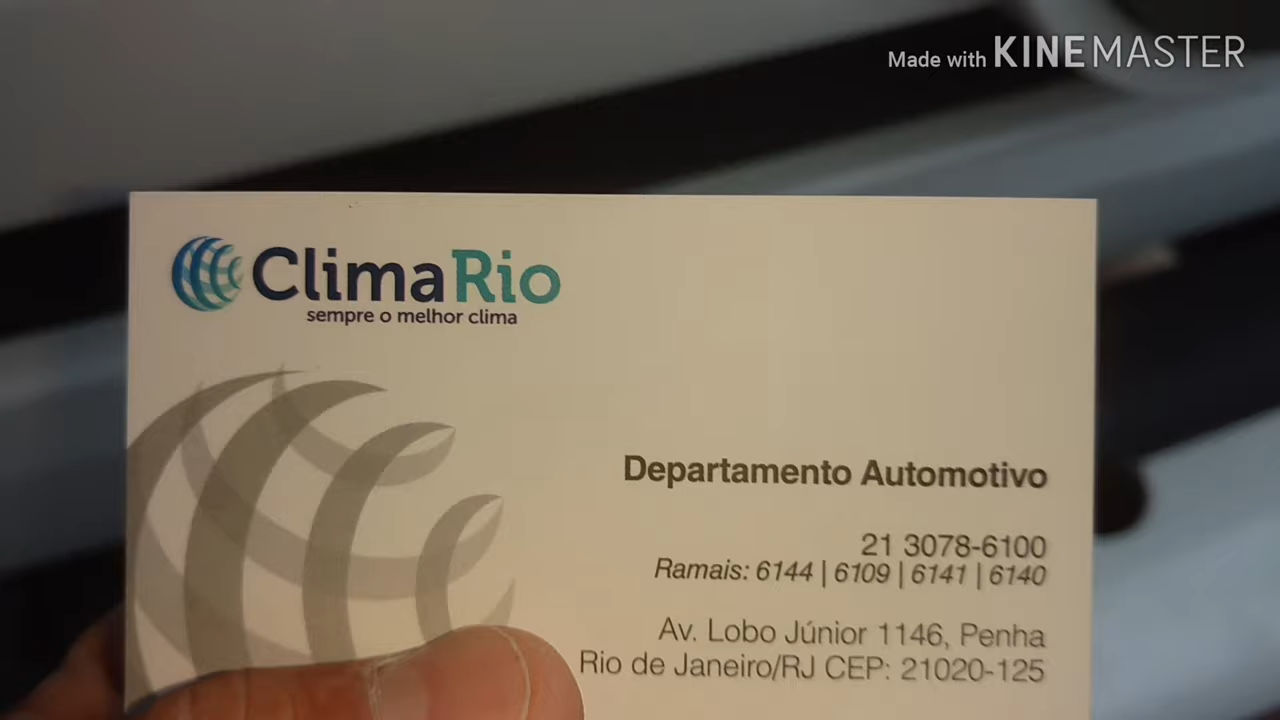 Made with KINEMASTER
ClimaRio
sempre o melhor clima
Departamento Automotivo
21 3078-6100
Ramais: 6144 | 6109 | 6141 | 6140
Av. Lobo Júnior 1146, Penha
Rio de Janeiro/RJ CEP: 21020-125